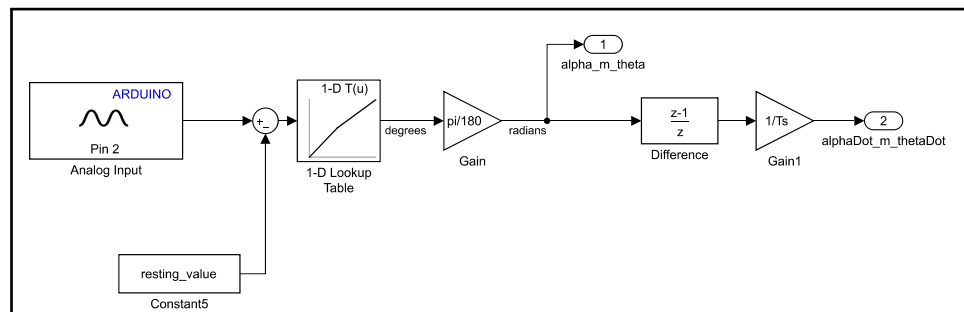 ARDUINO
Pin 2
Analog Input
+
−
1-D T(u)
1-D Lookup
Table
degrees
pi/180
Gain
radians
1
alpha_m_theta
z-1
z
Difference
1/Ts
Gain1
2
alphaDot_m_thetaDot
resting_value
Constant5